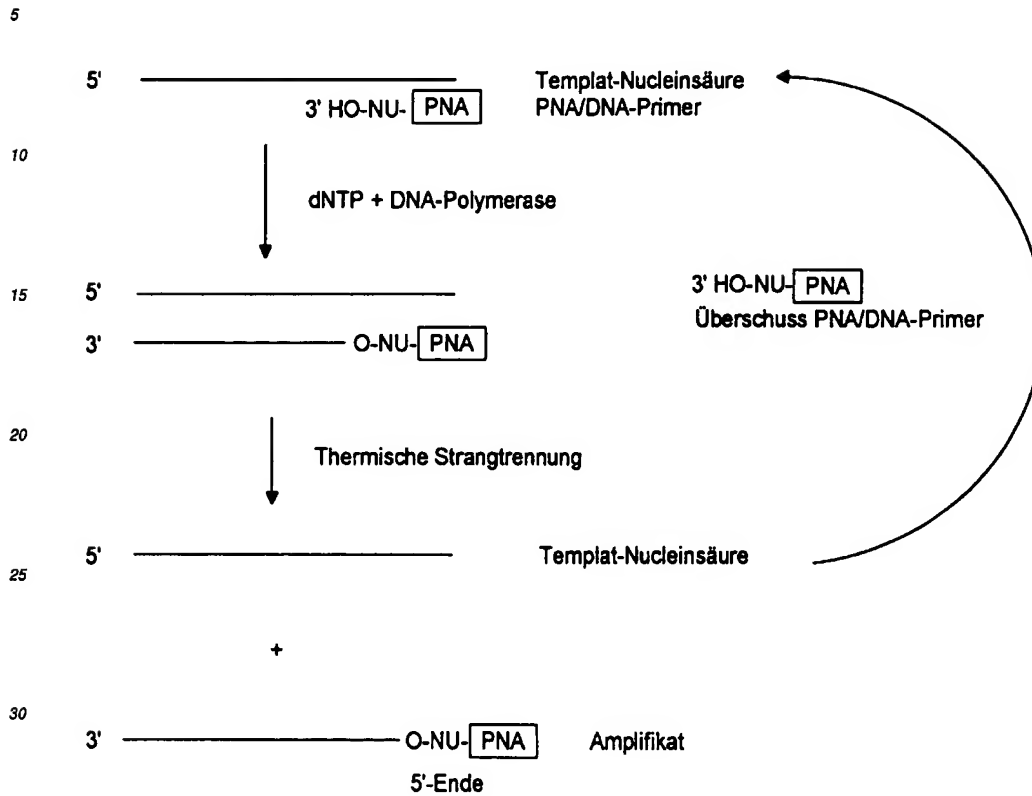 5
5' Templat-Nucleinsäure
3' HO-NU- PNA PNA/DNA-Primer
10
dNTP + DNA-Polymerase
3' HO-NU- PNA
15 5'
Überschuss PNA/DNA-Primer
3' O-NU- PNA
20
Thermische Strangtrennung
5' Templat-Nucleinsäure
25
+
30
3' O-NU- PNA Amplifikat
5'-Ende